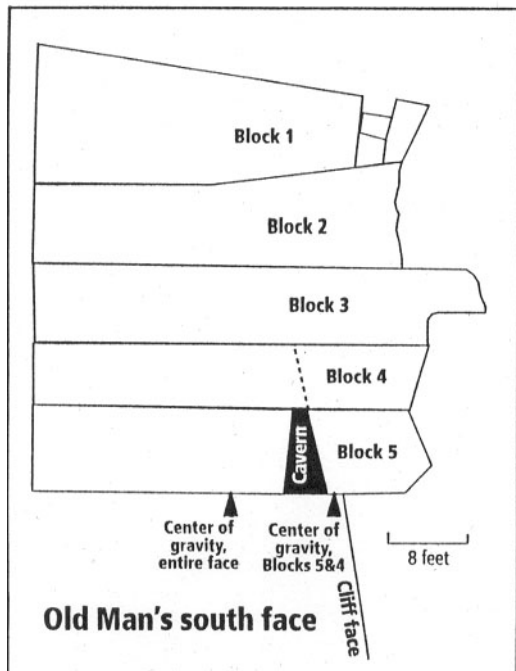 Block 1
Block 2
Block 3
Block 4
Cavern
Block 5
Center of
gravity,
entire face
Center of
gravity,
Blocks 5&4
8 feet
Cliff face
Old Man's south face